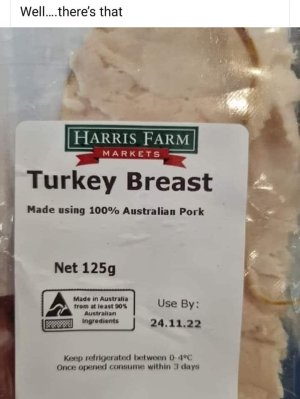 Well....there's that
HARRIS FARM
MARKETS
Turkey Breast
Made using 100% Australian Pork
Net 125g
Made in Australia
from at least 90%
Australian
ingredients
Use By:
24.11.22
Keep refrigerated between 0-4°C
Once opened consume within 3 days